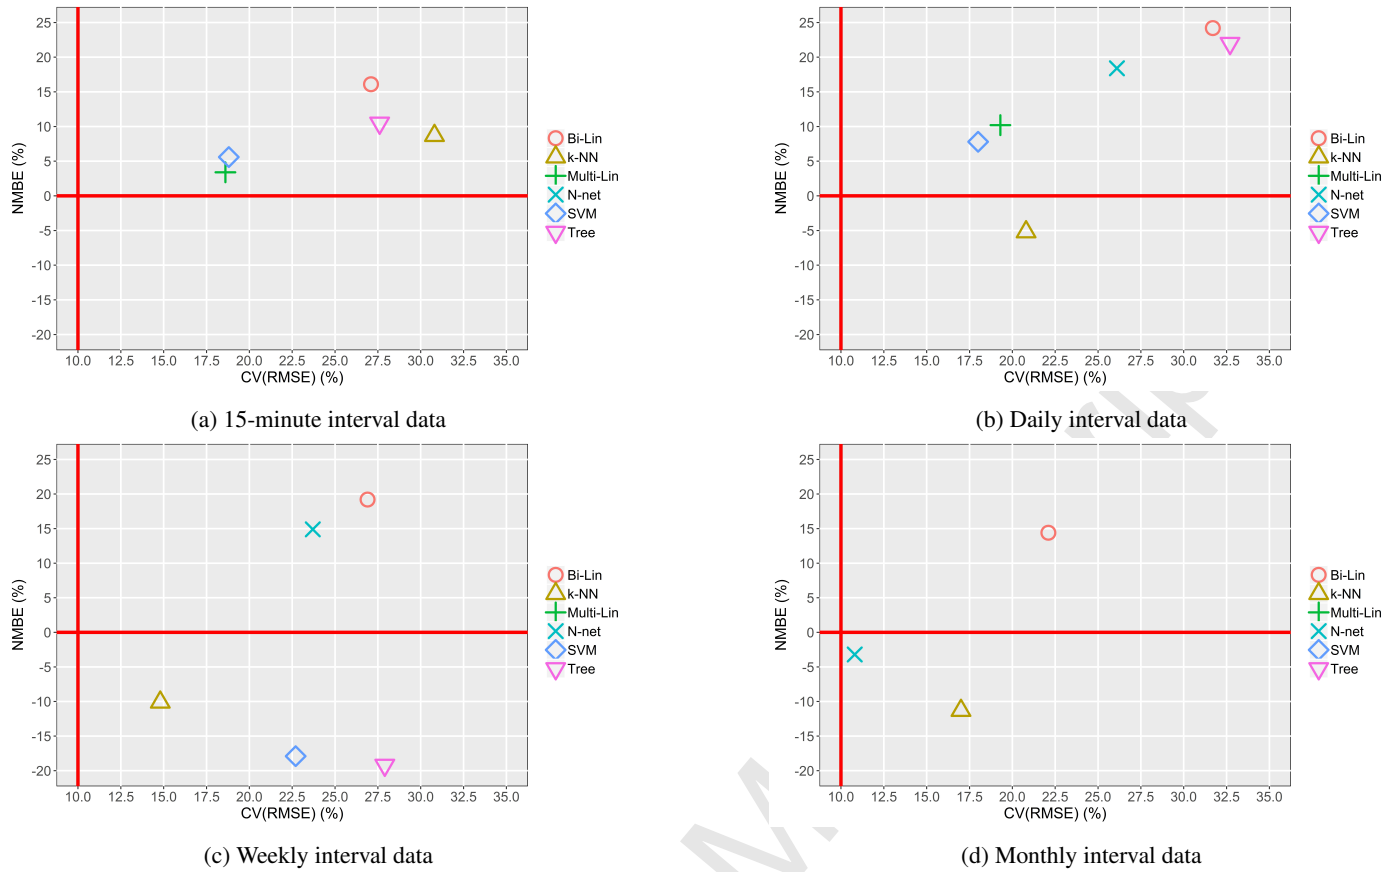 25
20
15
10
5
0
-5
-10
-15
-20
NMBE (%)
10.0 12.5 15.0 17.5 20.0 22.5 25.0 27.5 30.0 32.5 35.0
CV(RMSE) (%)
Bi-Lin
k-NN
Multi-Lin
N-net
SVM
Tree
(a) 15-minute interval data
25
20
15
10
5
0
-5
-10
-15
-20
NMBE (%)
10.0 12.5 15.0 17.5 20.0 22.5 25.0 27.5 30.0 32.5 35.0
CV(RMSE) (%)
Bi-Lin
k-NN
Multi-Lin
N-net
SVM
Tree
(b) Daily interval data
25
20
15
10
5
0
-5
-10
-15
-20
NMBE (%)
10.0 12.5 15.0 17.5 20.0 22.5 25.0 27.5 30.0 32.5 35.0
CV(RMSE) (%)
Bi-Lin
k-NN
Multi-Lin
N-net
SVM
Tree
(c) Weekly interval data
25
20
15
10
5
0
-5
-10
-15
-20
NMBE (%)
10.0 12.5 15.0 17.5 20.0 22.5 25.0 27.5 30.0 32.5 35.0
CV(RMSE) (%)
Bi-Lin
k-NN
Multi-Lin
N-net
SVM
Tree
(d) Monthly interval data